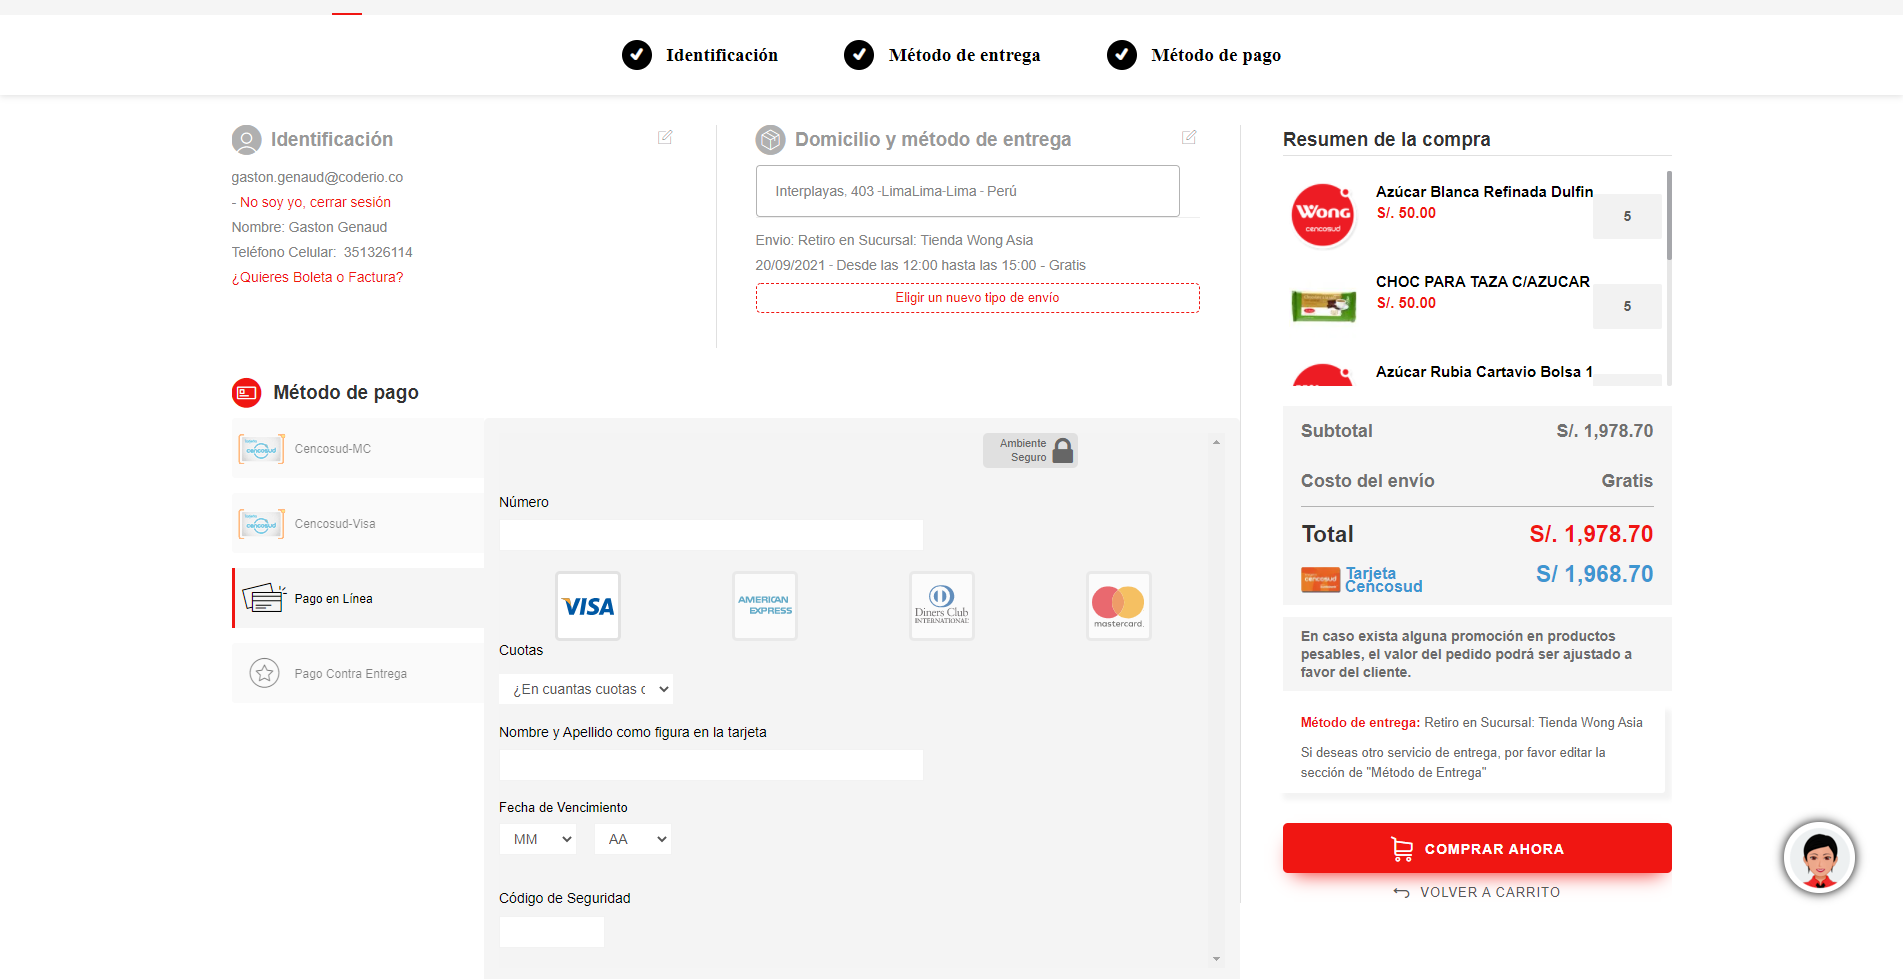 Identificación
Método de entrega
Método de pago
Identificación
gaston.genaud@coderio.co
- No soy yo, cerrar sesión
Nombre: Gaston Genaud
Teléfono Celular: 351326114
¿Quieres Boleta o Factura?
Domicilio y método de entrega
Interplayas, 403 -LimaLima-Lima - Perú
Envio: Retiro en Sucursal: Tienda Wong Asia
20/09/2021 - Desde las 12:00 hasta las 15:00 - Gratis
Eligir un nuevo tipo de envío
Método de pago
Cencosud-MC
Cencosud-Visa
Pago en Línea
Pago Contra Entrega
Ambiente
Seguro
Número
VISA
AMERICAN
EXPRESS
Diners Club
INTERNATIONAL
mastercard.
Cuotas
¿En cuantas cuotas c
Nombre y Apellido como figura en la tarjeta
Fecha de Vencimiento
MM
AA
Código de Seguridad
Resumen de la compra
Wong
cencosud
Azúcar Blanca Refinada Dulfin
S/. 50.00
5
CHOC PARA TAZA C/AZUCAR
S/. 50.00
5
Azúcar Rubia Cartavio Bolsa 1
Subtotal
S/. 1,978.70
Costo del envío
Gratis
Total
S/. 1,978.70
cencosud
Tarjeta
Cencosud
S/ 1,968.70
En caso exista alguna promoción en productos
pesables, el valor del pedido podrá ser ajustado a
favor del cliente.
Método de entrega: Retiro en Sucursal: Tienda Wong Asia
Si deseas otro servicio de entrega, por favor editar la
sección de "Método de Entrega"
COMPRAR AHORA
VOLVER A CARRITO